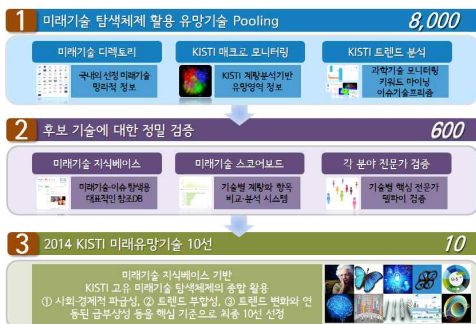 1 미래기술 탐색체제 활용 유망기술 Pooling 8,000
미래기술 디렉토리
국내외 선정 미래기술
망라적 정보
KISTI 매크로 모니터링
KISTI 계량분석기반
유망영역 정보
KISTI 트렌드 분석
과학기술 모니터링
키워드 마이닝
이슈기술프리즘
2 후보 기술에 대한 정밀 검증 600
미래기술 지식베이스
미래기술·이슈 탐색용
대표적인 참조DB
미래기술 스코어보드
기술별 계량화 항목
비교·분석 시스템
각 분야 전문가 검증
기술별 핵심 전문가
델파이 검증
3 2014 KISTI 미래유망기술 10선 10
미래기술 지식베이스 기반
KISTI 고유 미래기술 탐색체제의 종합 활용
① 사회·경제적 파급성, ② 트렌드 부합성, ③ 트렌드 변화와 연
동된 급부상성 등을 핵심 기준으로 최종 10선 선정